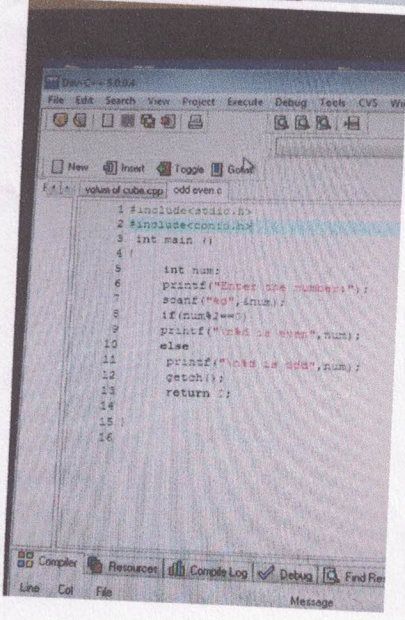 Dev-C++ 5.0.0.4
File Edit Search View Project Execute Debug Tools CVS
New Insert Toggle Goto
volum of cube.cpp odd even.c
1 #include<stdio.h>
2 #include<conio.h>
3 int main ()
4 {
5 int num;
6 printf("Enter the number:");
7 scanf("%d",&num);
8 if(num%2==0)
9 printf("\n%d is even",num);
10 else
11 printf("\n%d is odd",num);
12 getch();
13 return 0;
14
15 }
16
Compiler Resources Compile Log Debug Find Res
Line Col File Message